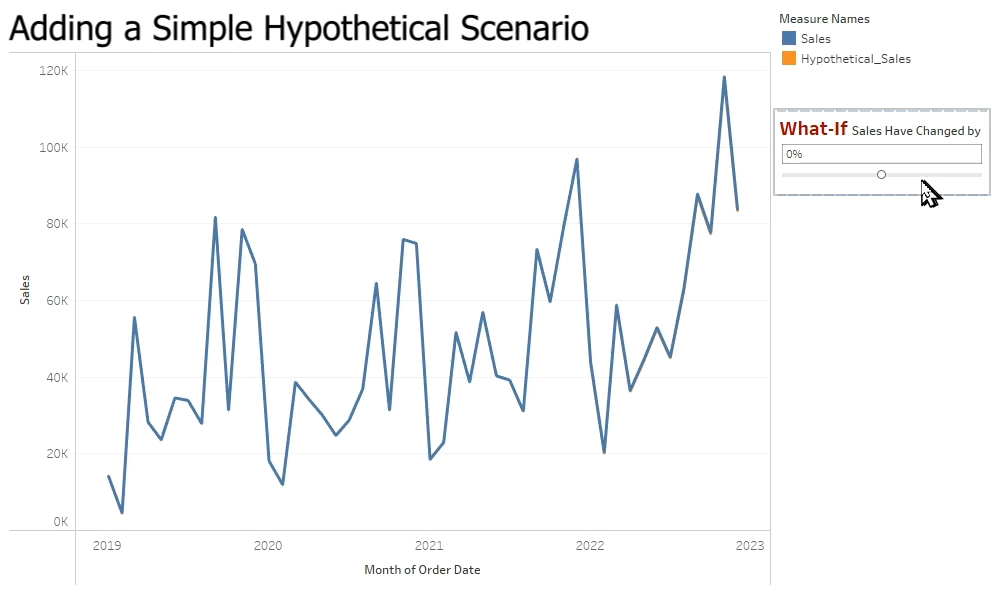 Adding a Simple Hypothetical Scenario
Measure Names
Sales
Hypothetical_Sales
What-If Sales Have Changed by
0%
120K
100K
80K
60K
40K
20K
0K
Sales
2019 2020 2021 2022 2023
Month of Order Date